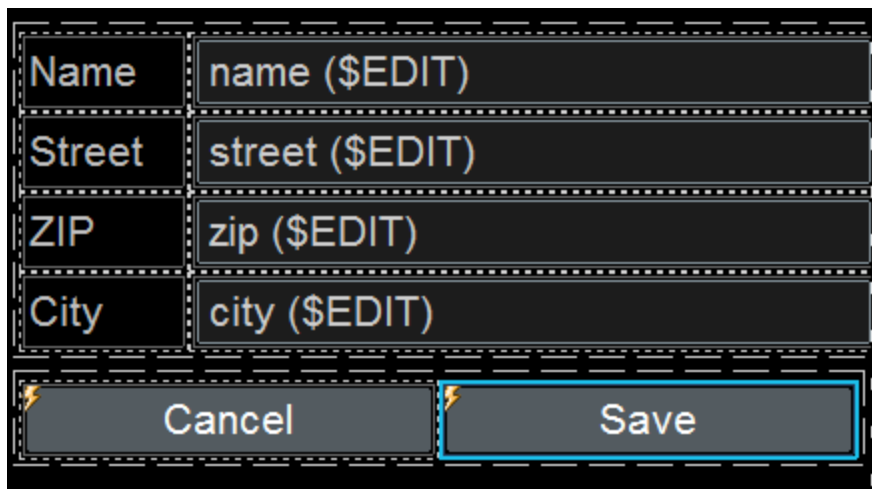 Name name ($EDIT)
Street street ($EDIT)
ZIP zip ($EDIT)
City city ($EDIT)
Cancel Save